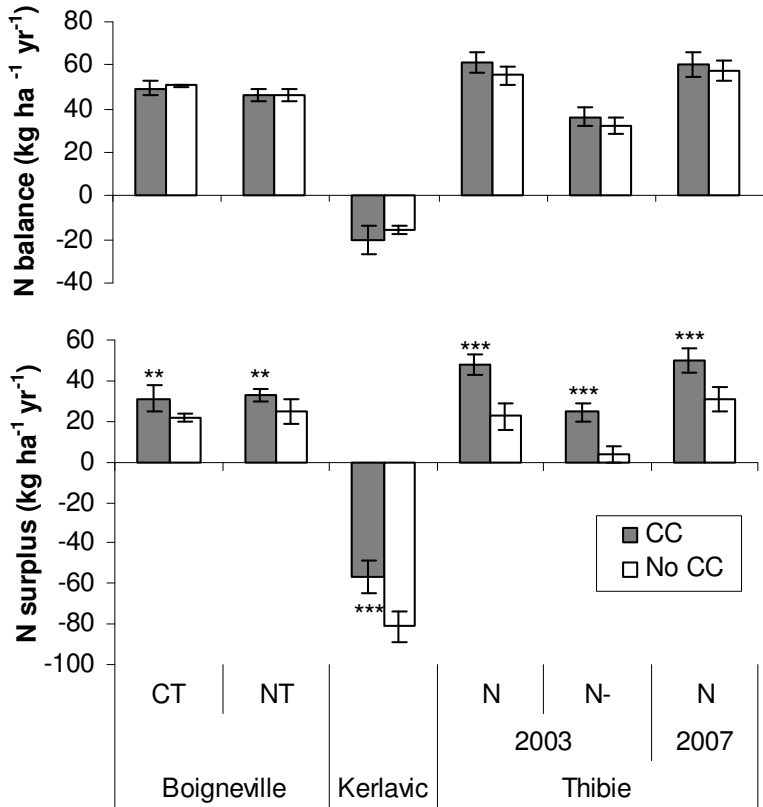 N balance (kg ha -1 yr-1)
60
40
20
0
-20
-40
N surplus (kg ha-1 yr-1)
60
40
20
0
-20
-40
-60
-80
-100
** ** *** *** ***
***
CC
No CC
CT NT N N- N
2003 2007
Boigneville Kerlavic Thibie